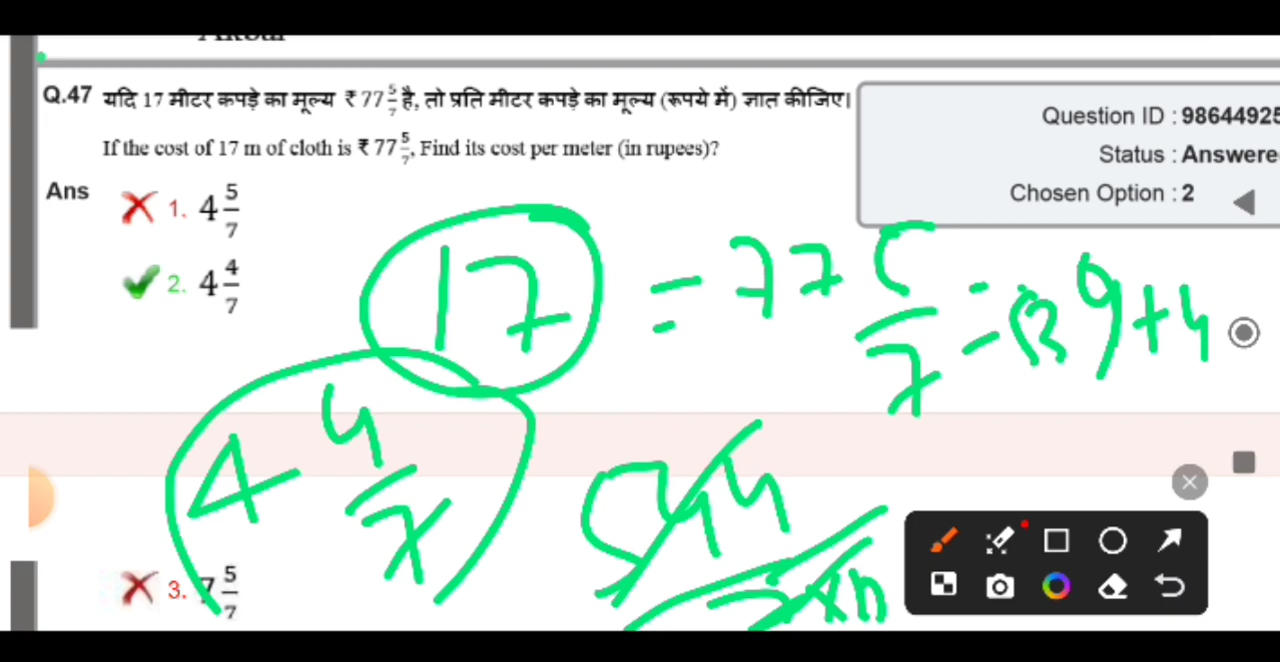 Q.47 यदि 17 मीटर कपड़े का मूल्य ₹ 77 5/7 है, तो प्रति मीटर कपड़े का मूल्य (रूपये में) ज्ञात कीजिए।
If the cost of 17 m of cloth is ₹ 77 5/7, Find its cost per meter (in rupees)?
Question ID : 98644925
Status : Answere
Chosen Option : 2
Ans
1. 4 5/7
2. 4 4/7
17 = 77 5/7 =
4 4/7
3. 7 5/7